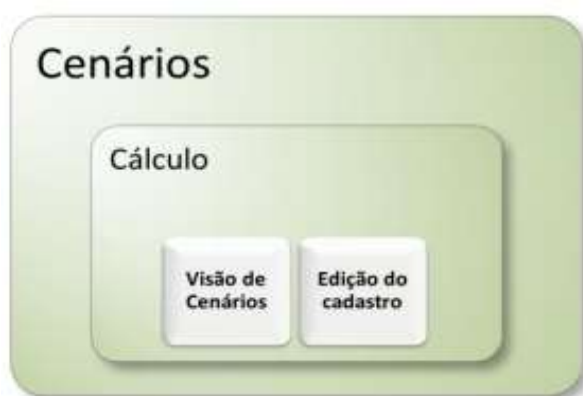 Cenários
Cálculo
Visão de
Cenários
Edição do
cadastro